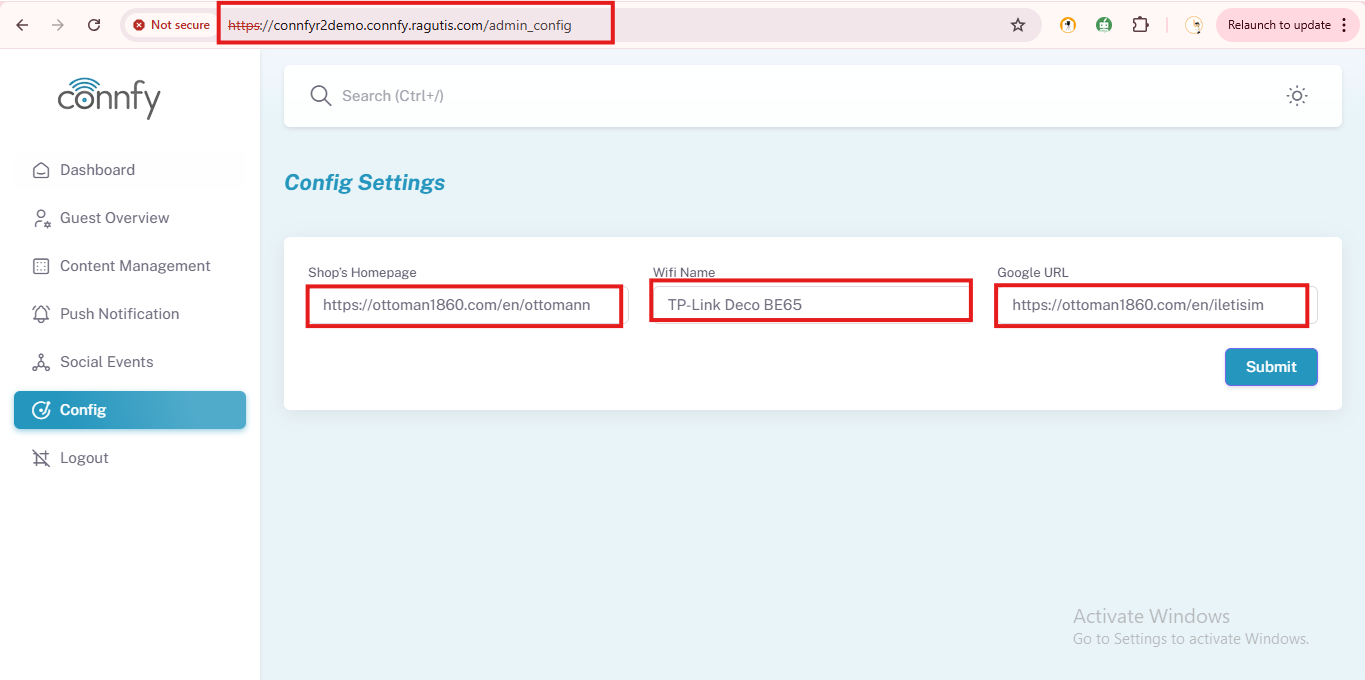 Not secure
https://connfyr2demo.connfy.ragutis.com/admin_config
Relaunch to update
connfy
Search (Ctrl+/)
Dashboard
Guest Overview
Content Management
Push Notification
Social Events
Config
Logout
Config Settings
Shop's Homepage
https://ottoman1860.com/en/ottomann
Wifi Name
TP-Link Deco BE65
Google URL
https://ottoman1860.com/en/iletisim
Submit
Activate Windows
Go to Settings to activate Windows.